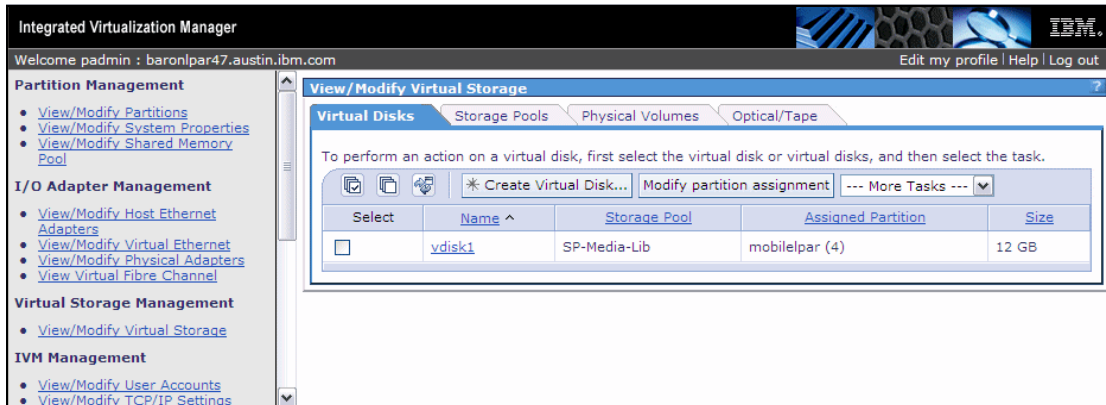 Integrated Virtualization Manager
IBM.
Welcome padmin : baronlpar47.austin.ibm.com
Edit my profile | Help | Log out
Partition Management
View/Modify Partitions
View/Modify System Properties
View/Modify Shared Memory
Pool
I/O Adapter Management
View/Modify Host Ethernet
Adapters
View/Modify Virtual Ethernet
View/Modify Physical Adapters
View Virtual Fibre Channel
Virtual Storage Management
View/Modify Virtual Storage
IVM Management
View/Modify User Accounts
View/Modify TCP/IP Settings
View/Modify Virtual Storage
?
Virtual Disks
Storage Pools
Physical Volumes
Optical/Tape
To perform an action on a virtual disk, first select the virtual disk or virtual disks, and then select the task.
Create Virtual Disk...
Modify partition assignment
--- More Tasks ---
Select
Name ^
Storage Pool
Assigned Partition
Size
vdisk1
SP-Media-Lib
mobilelpar (4)
12 GB